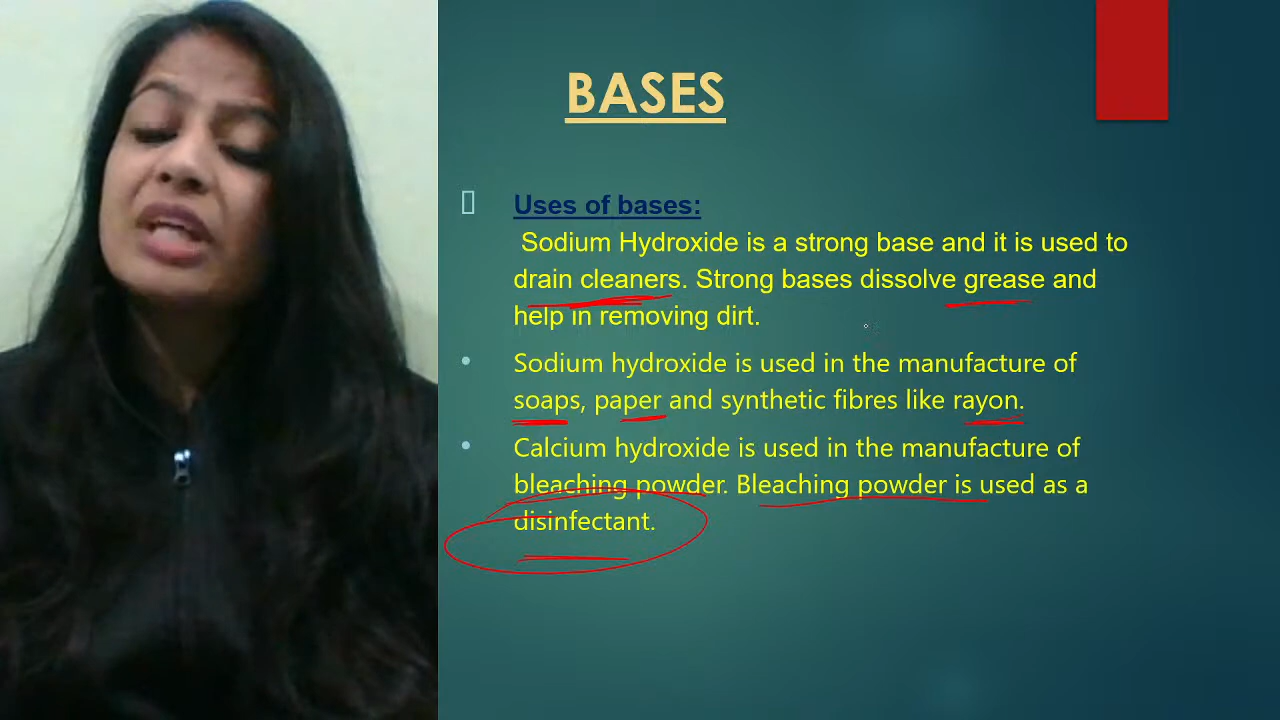 BASES
Uses of bases:
Sodium Hydroxide is a strong base and it is used to
drain cleaners. Strong bases dissolve grease and
help in removing dirt.
Sodium hydroxide is used in the manufacture of
soaps, paper and synthetic fibres like rayon.
Calcium hydroxide is used in the manufacture of
bleaching powder. Bleaching powder is used as a
disinfectant.